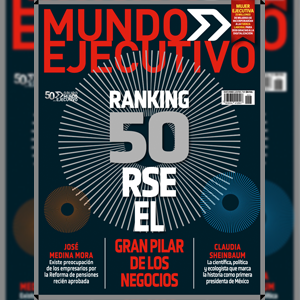 MUNDO
EJECUTIVO
MUJER
EJECUTIVA
RANKING
50
RSE
EL
GRAN PILAR
DE LOS
NEGOCIOS
JOSÉ
MEDINA MORA
Existe preocupación
de los empresarios por
la Reforma de pensiones
recién aprobada
CLAUDIA
SHEINBAUM
La científica, política
y ecologista que marca
la historia como primera
presidenta de México